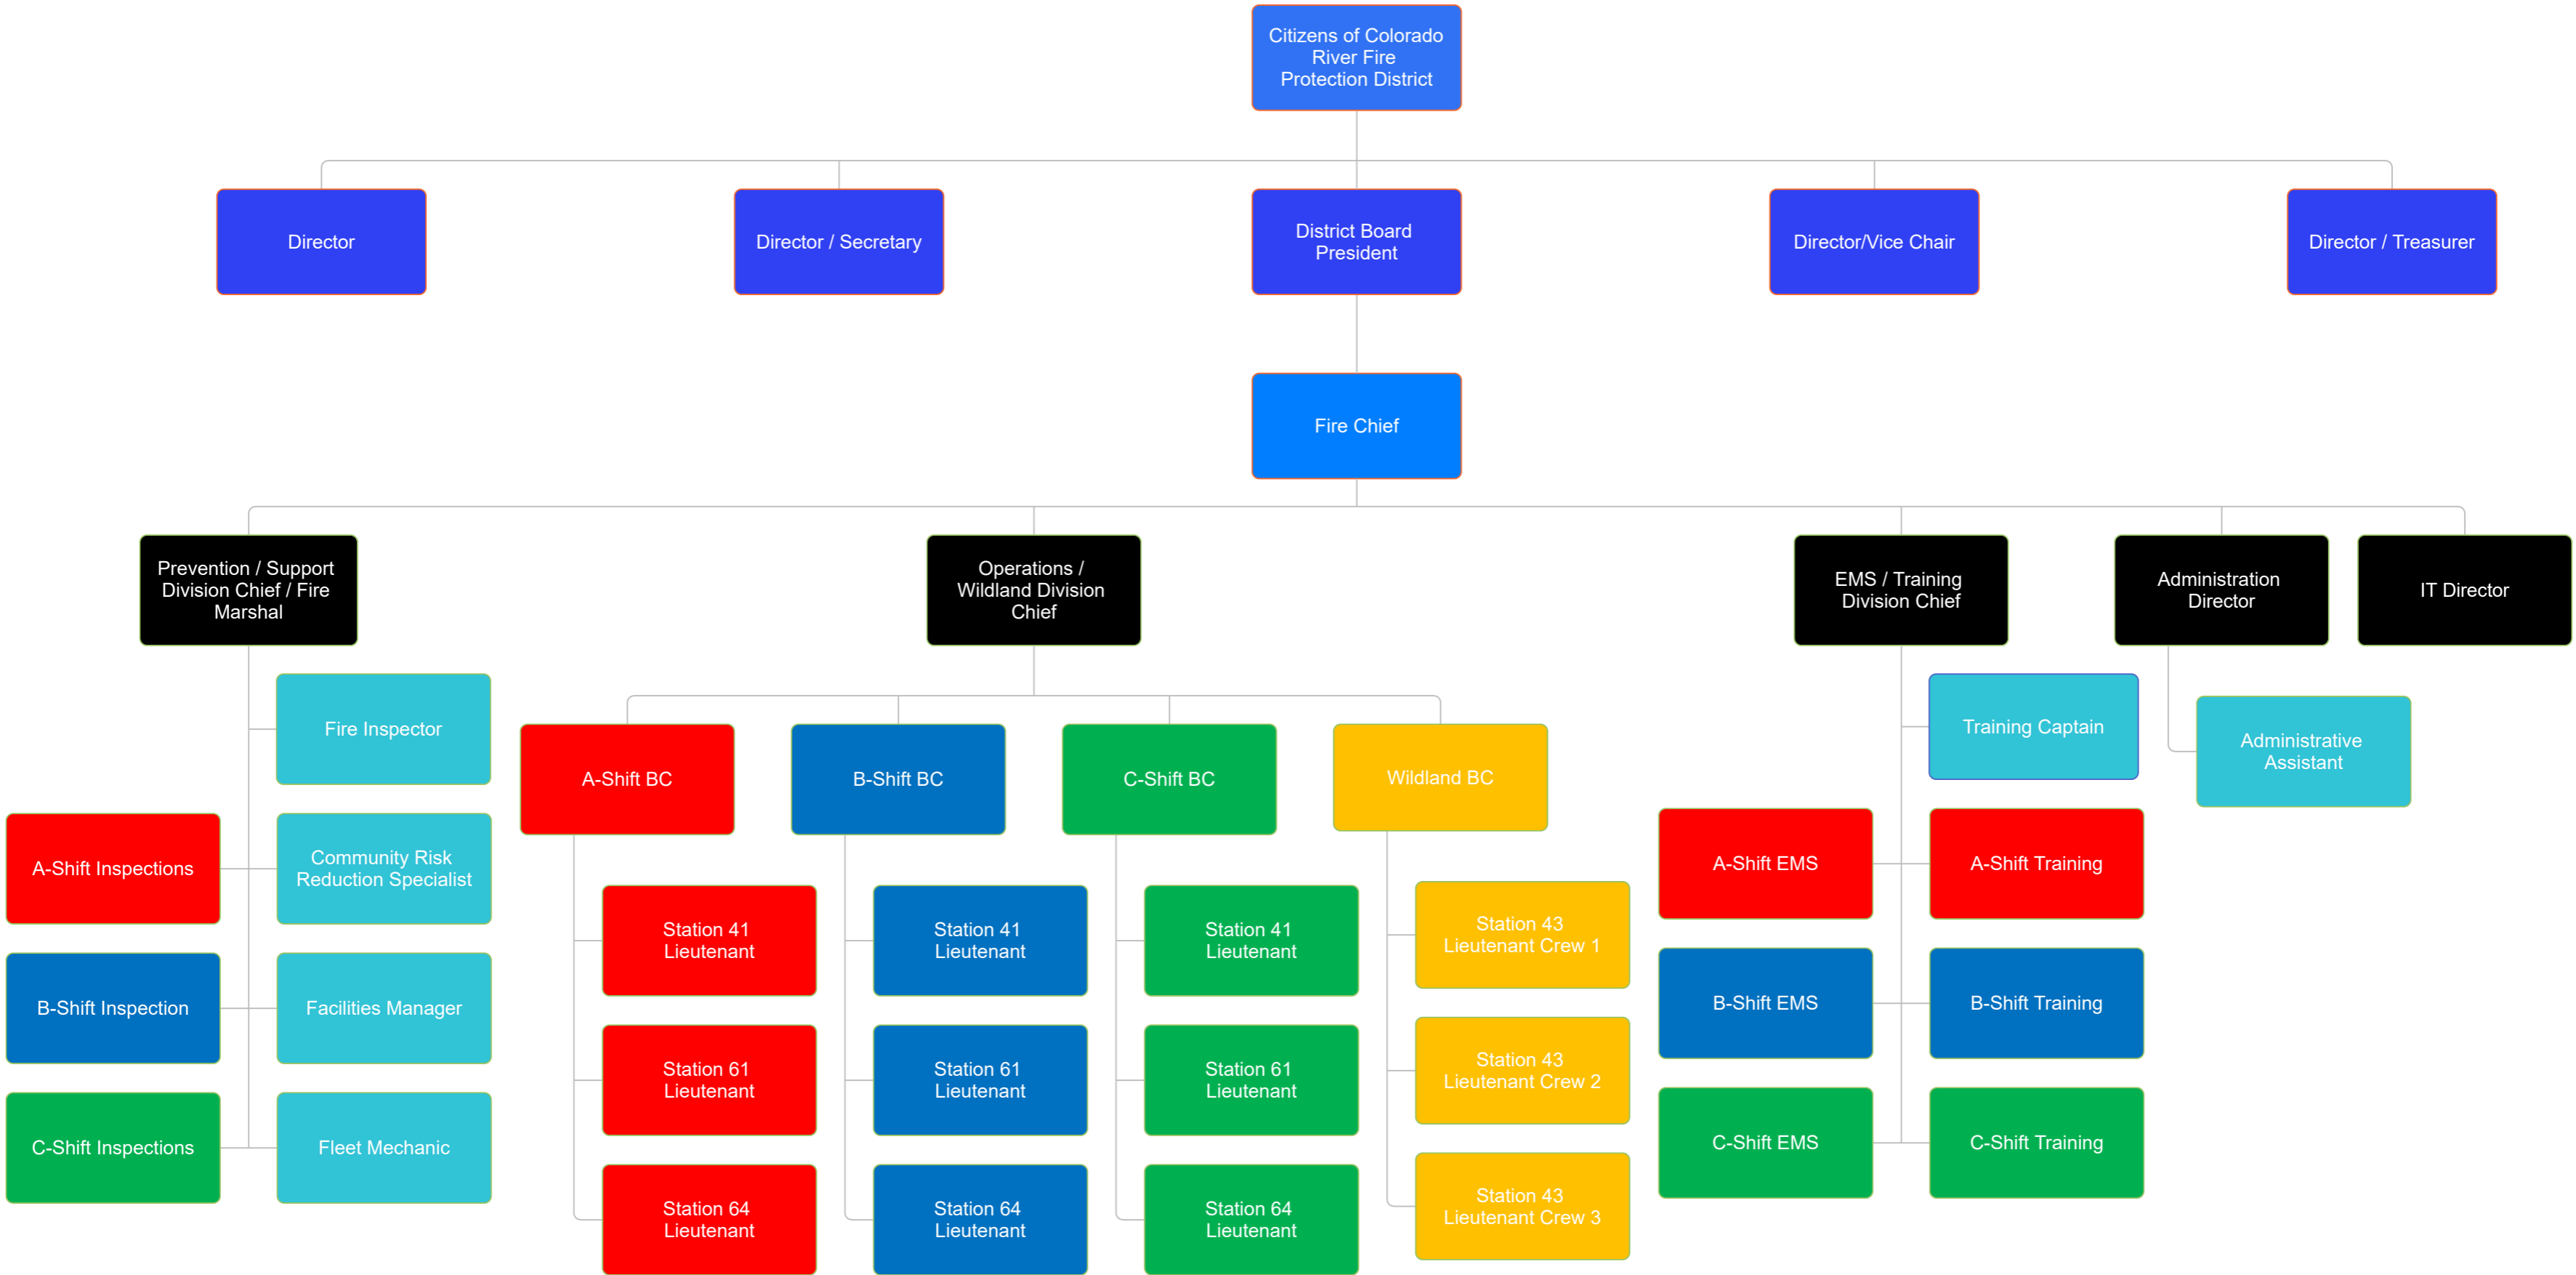 Citizens of Colorado
River Fire
Protection District
Director
Director / Secretary
District Board
President
Director/Vice Chair
Director / Treasurer
Fire Chief
Prevention / Support
Division Chief / Fire
Marshal
Operations /
Wildland Division
Chief
EMS / Training
Division Chief
Administration
Director
IT Director
Fire Inspector
A-Shift Inspections
Community Risk
Reduction Specialist
B-Shift Inspection
Facilities Manager
C-Shift Inspections
Fleet Mechanic
A-Shift BC
Station 41
Lieutenant
Station 61
Lieutenant
Station 64
Lieutenant
B-Shift BC
Station 41
Lieutenant
Station 61
Lieutenant
Station 64
Lieutenant
C-Shift BC
Station 41
Lieutenant
Station 61
Lieutenant
Station 64
Lieutenant
Wildland BC
Station 43
Lieutenant Crew 1
Station 43
Lieutenant Crew 2
Station 43
Lieutenant Crew 3
Training Captain
A-Shift EMS
A-Shift Training
B-Shift EMS
B-Shift Training
C-Shift EMS
C-Shift Training
Administrative
Assistant